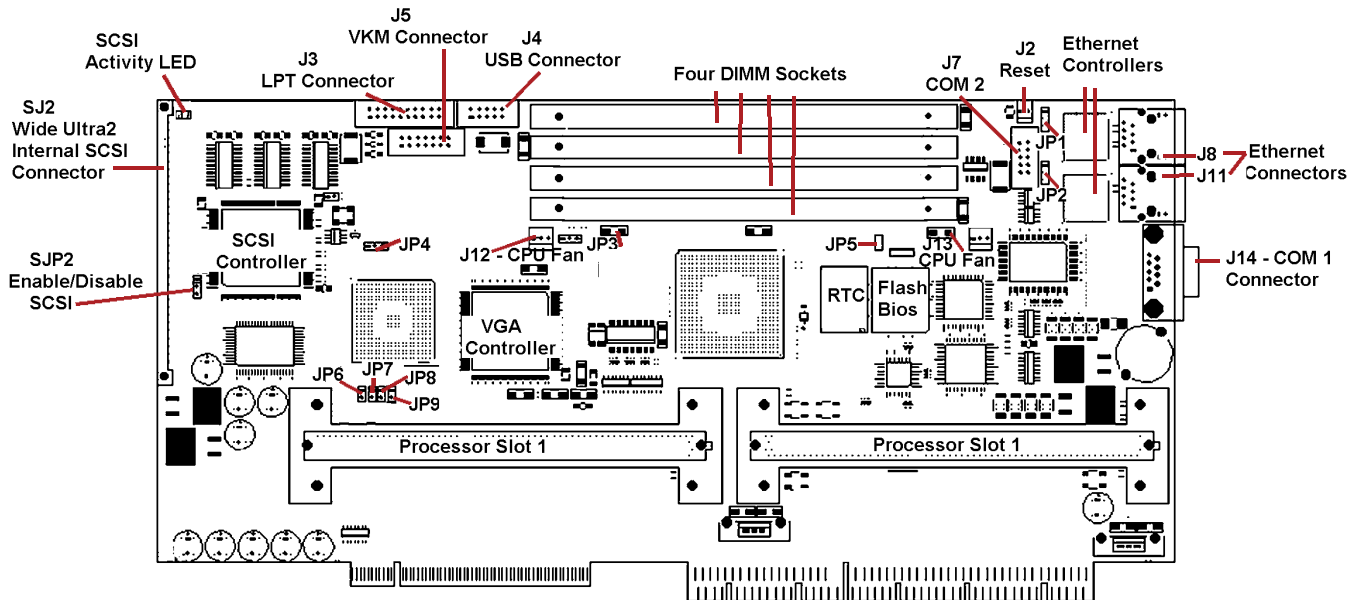 J5
VKM Connector
J4
USB Connector
SCSI
Activity LED
J3
LPT Connector
Four DIMM Sockets
J7
COM 2
J2
Reset
Ethernet
Controllers
SJ2
Wide Ultra2
Internal SCSI
Connector
JP1
J8
J11
Ethernet
Connectors
JP2
SCSI
Controller
JP4
J12 - CPU Fan
JP3
JP5
J13
CPU Fan
J14 - COM 1
Connector
SJP2
Enable/Disable
SCSI
RTC
Flash
Bios
VGA
Controller
JP6
JP7
JP8
JP9
Processor Slot 1
Processor Slot 1